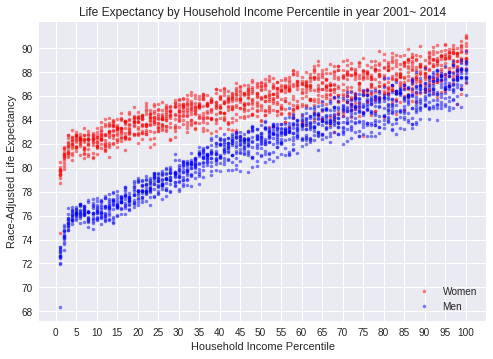 Life Expectancy by Household Income Percentile in year 2001~ 2014
Race-Adjusted Life Expectancy
90
88
86
84
82
80
78
76
74
72
70
68
Women
Men
0 5 10 15 20 25 30 35 40 45 50 55 60 65 70 75 80 85 90 95 100
Household Income Percentile